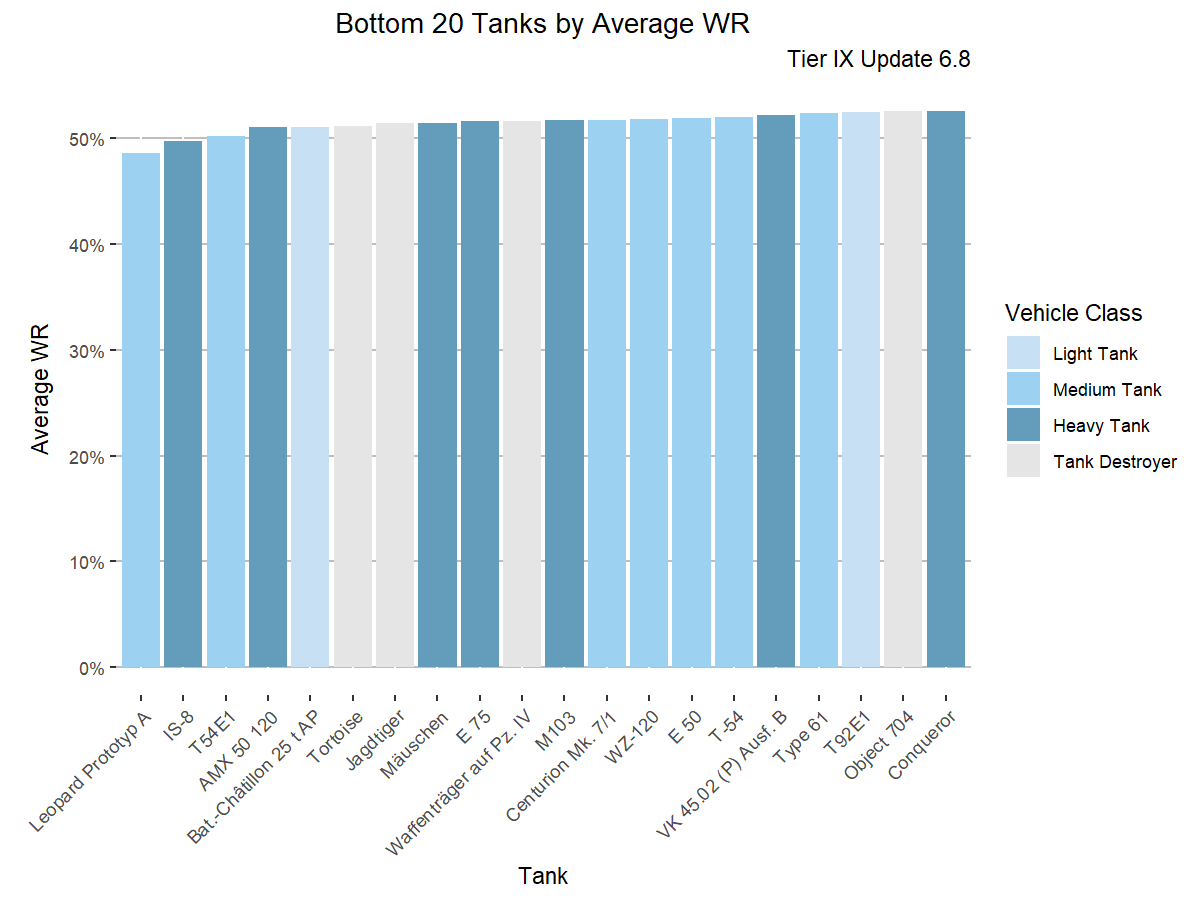 Bottom 20 Tanks by Average WR
Tier IX Update 6.8
Average WR
50%
40%
30%
20%
10%
0%
Leopard Prototyp A
IS-8
T54E1
AMX 50 120
Bat.-Châtillon 25 t AP
Tortoise
Jagdtiger
Mäuschen
E 75
Waffenträger auf Pz. IV
M103
Centurion Mk. 7/1
WZ-120
E 50
T-54
VK 45.02 (P) Ausf. B
Type 61
T92E1
Object 704
Conqueror
Tank
Vehicle Class
Light Tank
Medium Tank
Heavy Tank
Tank Destroyer